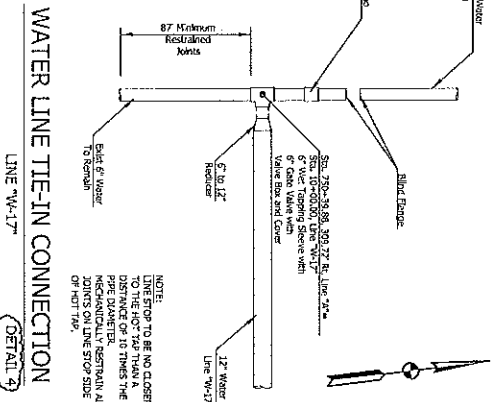 Water
87' Minimum
Restrained
Joints
Blind Flange
Sta. 750+39.88, 309.72' Rt. Line "A"=
Sta. 10+00.00, Line "W-17"
6" Wet Tapping Sleeve with
6" Gate Valve with
Valve Box and Cover
6" to 12"
Reducer
Exist 6" Water
To Remain
12" Water
Line "W-17
NOTE:
LINE STOP TO BE NO CLOSER
TO THE HOT TAP THAN A
DISTANCE OF 10 TIMES THE
PIPE DIAMETER.
MECHANICALLY RESTRAIN AL
JOINTS ON LINE STOP SIDE
OF HOT TAP.
WATER LINE TIE-IN CONNECTION
LINE "W-17"
DETAIL 4